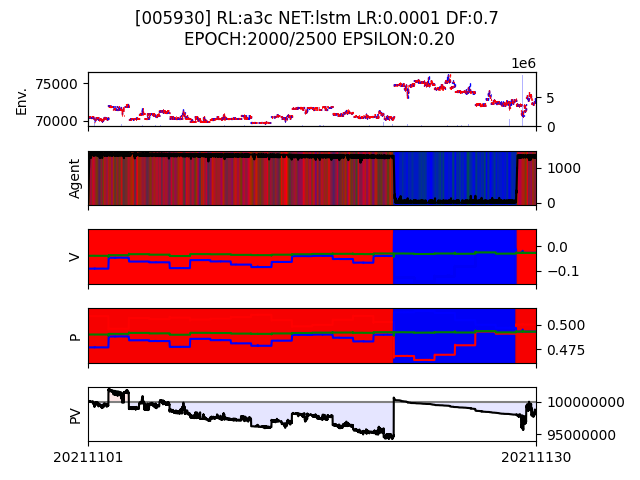 [005930] RL:a3c NET:lstm LR:0.0001 DF:0.7
EPOCH:2000/2500 EPSILON:0.20
1e6
Env.
75000
70000
5
0
Agent
1000
0
V
0.0
−0.1
P
0.500
0.475
PV
100000000
95000000
20211101
20211130